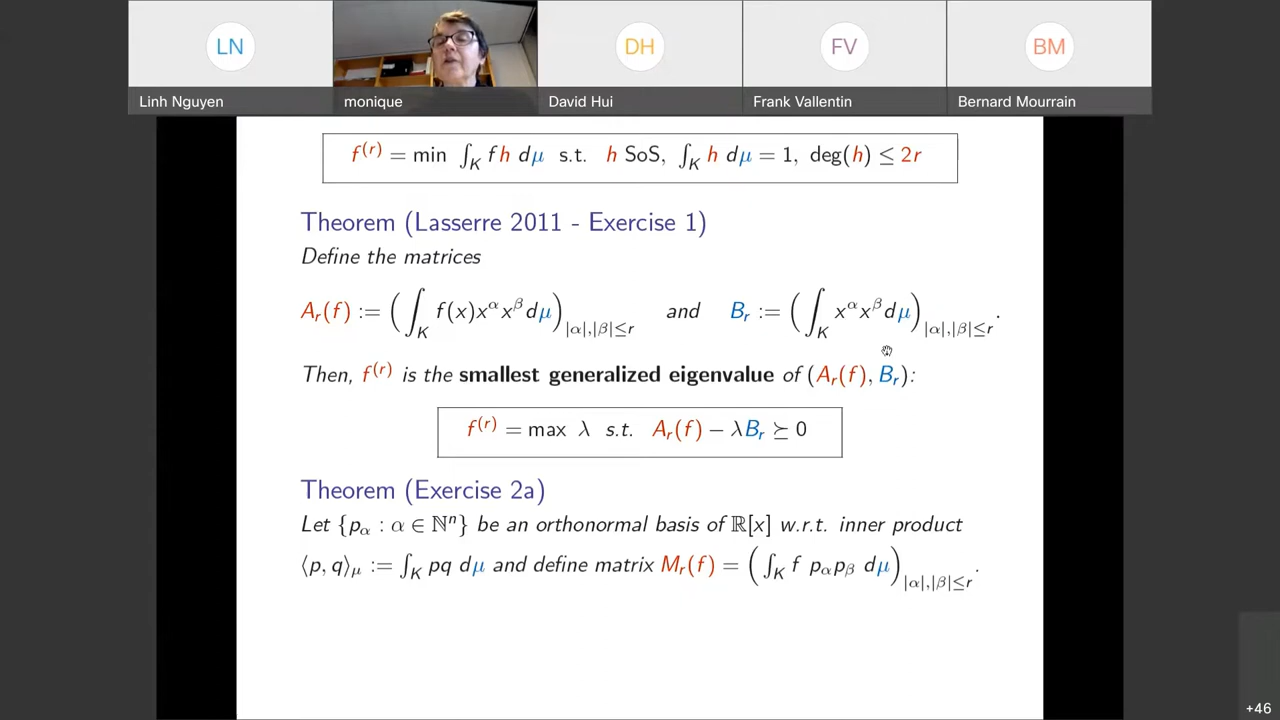 LN
DH
FV
BM
Linh Nguyen
monique
David Hui
Frank Vallentin
Bernard Mourrain
f^{(r)} = min ∫_K fh dμ s.t. h SoS, ∫_K h dμ = 1, deg(h) ≤ 2r
Theorem (Lasserre 2011 - Exercise 1)
Define the matrices
A_r(f) := (∫_K f(x)x^α x^β dμ)_{|α|,|β|≤r} and B_r := (∫_K x^α x^β dμ)_{|α|,|β|≤r}.
Then, f^{(r)} is the smallest generalized eigenvalue of (A_r(f), B_r):
f^{(r)} = max λ s.t. A_r(f) − λB_r ⪰ 0
Theorem (Exercise 2a)
Let {p_α : α ∈ ℕ^n} be an orthonormal basis of ℝ[x] w.r.t. inner product
⟨p, q⟩_μ := ∫_K pq dμ and define matrix M_r(f) = (∫_K f p_α p_β dμ)_{|α|,|β|≤r}.
+46